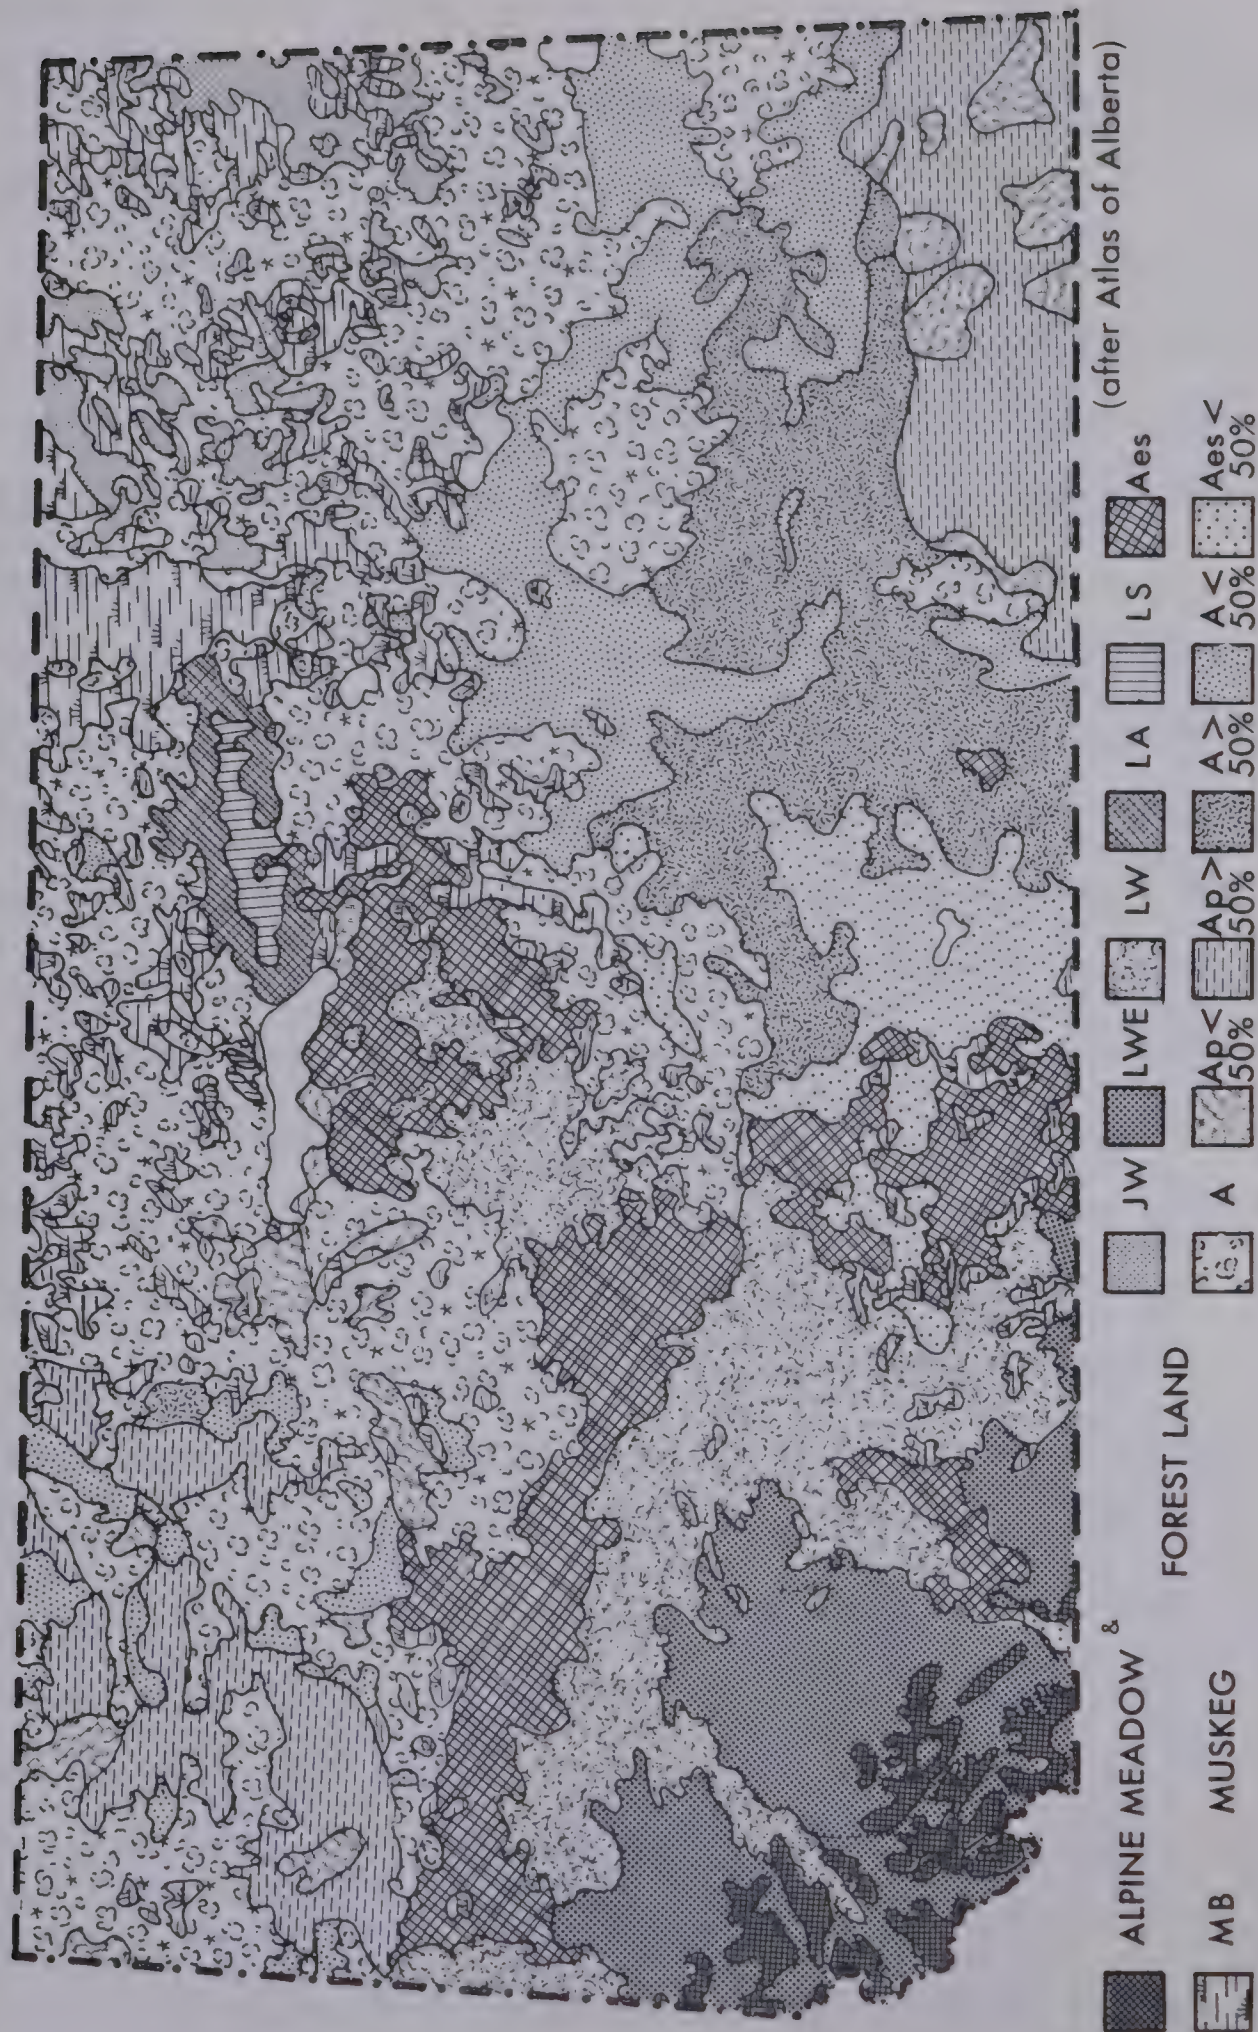 (after Atlas of Alberta)
ALPINE MEADOW & JW LWE LW LA LS Aes
FOREST LAND
MB MUSKEG A Ap< Ap> A> A< Aes<
50% 50% 50% 50% 50%